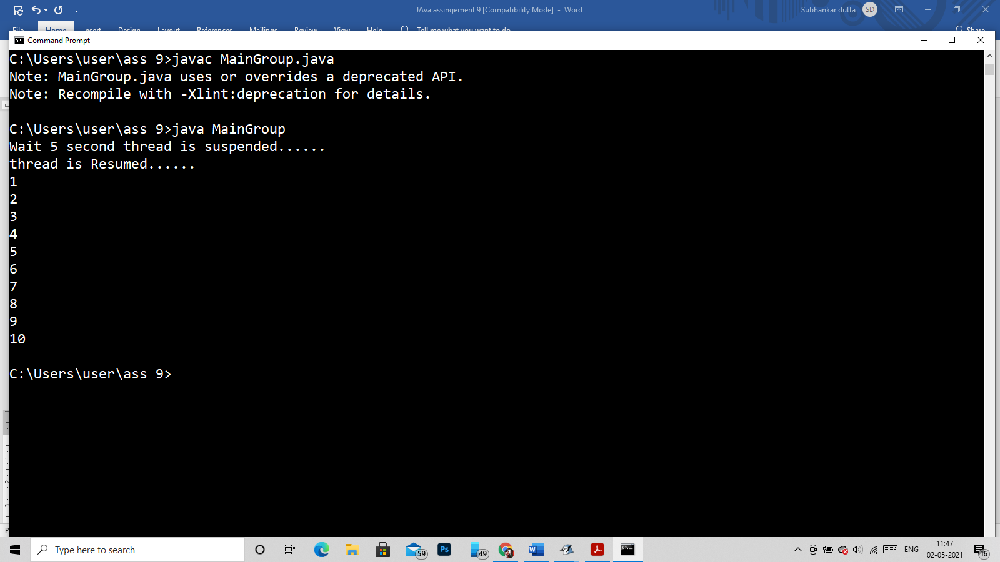 JAva assingement 9 [Compatibility Mode] - Word
Subhankar dutta SD
File Home Insert Design Layout References Mailings Review View Help Tell me what you want to do Share
Command Prompt
C:\Users\user\ass 9>javac MainGroup.java
Note: MainGroup.java uses or overrides a deprecated API.
Note: Recompile with -Xlint:deprecation for details.
C:\Users\user\ass 9>java MainGroup
Wait 5 second thread is suspended......
thread is Resumed......
1
2
3
4
5
6
7
8
9
10
C:\Users\user\ass 9>
Type here to search
59
Ps
49
ENG
11:47
02-05-2021
16